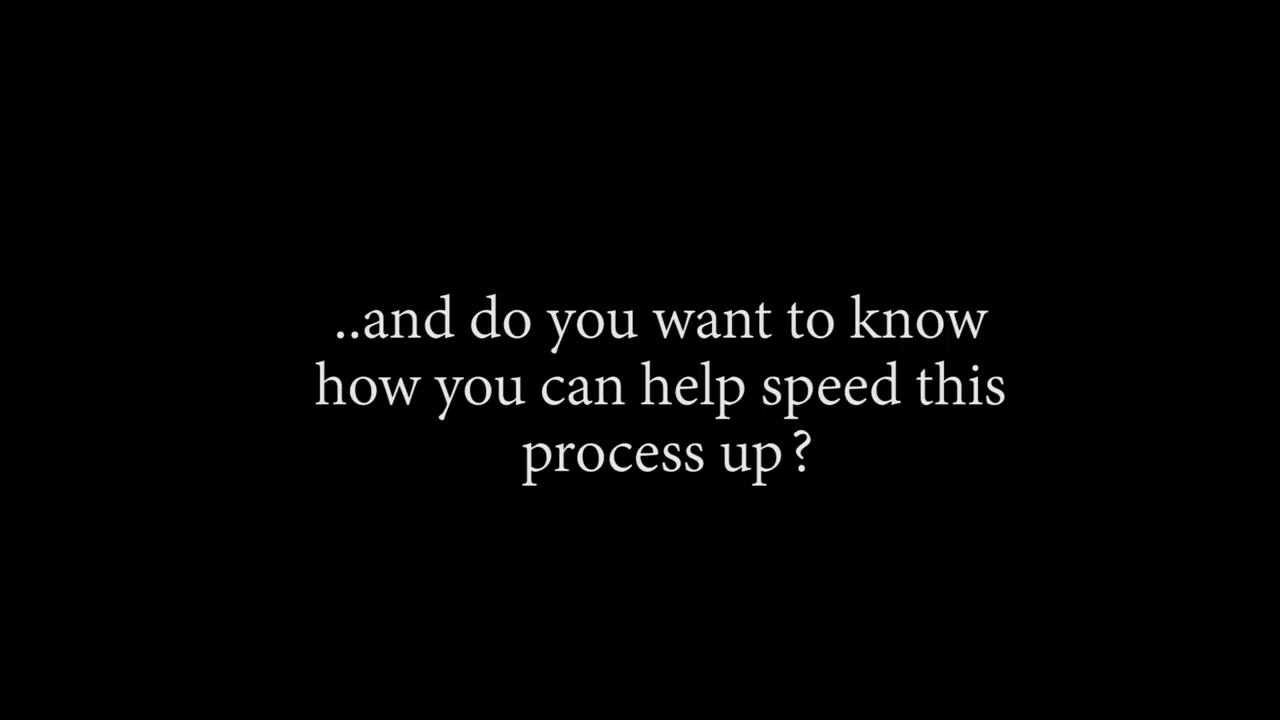 ..and do you want to know
how you can help speed this
process up?